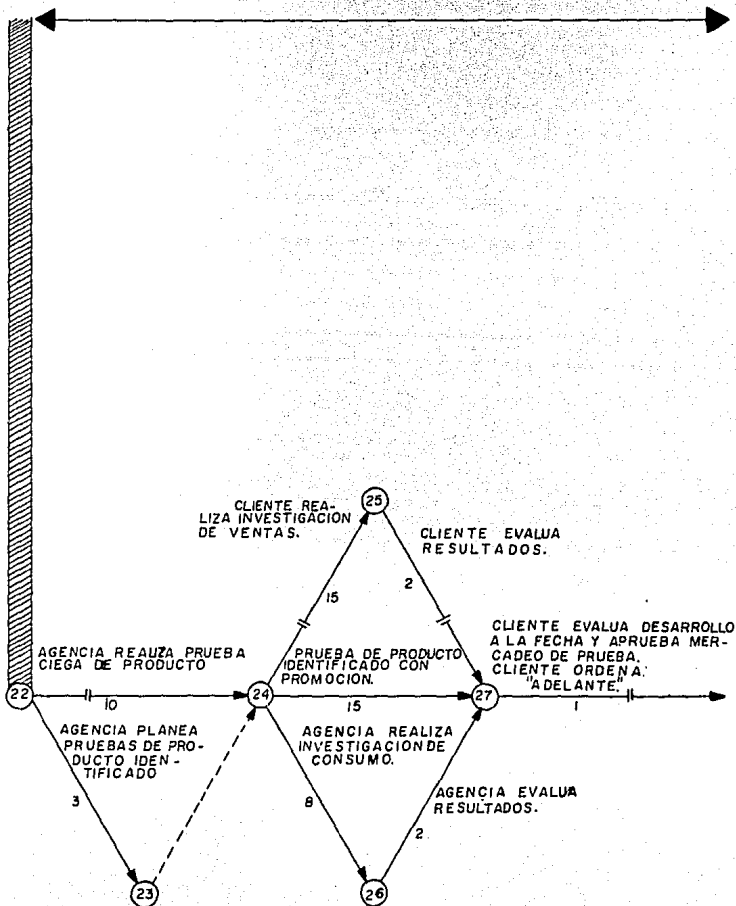 25
CLIENTE REA-
LIZA INVESTIGACION
DE VENTAS.
CLIENTE EVALUA
RESULTADOS.
15
2
AGENCIA REALIZA PRUEBA
CIEGA DE PRODUCTO
PRUEBA DE PRODUCTO
IDENTIFICADO CON
PROMOCION.
CLIENTE EVALUA DESARROLLO
A LA FECHA Y APRUEBA MER-
CADEO DE PRUEBA.
CLIENTE ORDENA:
"ADELANTE"
22
10
24
15
27
1
AGENCIA PLANEA
PRUEBAS DE PRO-
DUCTO IDEN-
TIFICADO
AGENCIA REALIZA
INVESTIGACION DE
CONSUMO.
3
8
AGENCIA EVALUA
RESULTADOS.
2
23
26